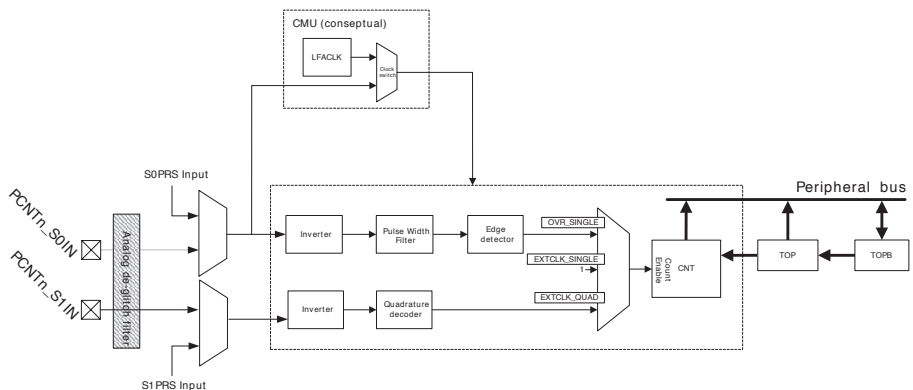 CMU (conseptual)
LFACLK
Clock
switch
S0PRS Input
Peripheral bus
PCNTn_S0IN
PCNTn_S1IN
Analog de-glitch Filter
Inverter
Pulse Width
Filter
Edge
detector
OVR_SINGLE
EXTCLK_SINGLE
1
EXTCLK_QUAD
Count
Enable
CNT
TOP
TOPB
Inverter
Quadrature
decoder
S1PRS Input